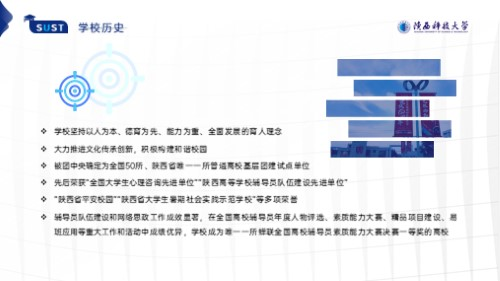 SUST
学校历史
陕西科技大学
❖ 学校坚持以人为本、德育为先、能力为重、全面发展的育人理念
❖ 大力推进文化传承创新，积极构建和谐校园
❖ 被团中央确定为全国50所、陕西省唯一一所普通高校基层团建试点单位
❖ 先后荣获"全国大学生心理咨询先进单位""陕西高等学校辅导员队伍建设先进单位"
❖ "陕西省平安校园""陕西省大学生暑期社会实践示范学校"等多项荣誉
❖ 辅导员队伍建设和网络思政工作成效显著，在全国高校辅导员年度人物评选、素质能力大赛、精品项目建设、易
班应用等重大工作和活动中成绩优异，学校成为唯一一所蝉联全国高校辅导员素质能力大赛决赛一等奖的高校